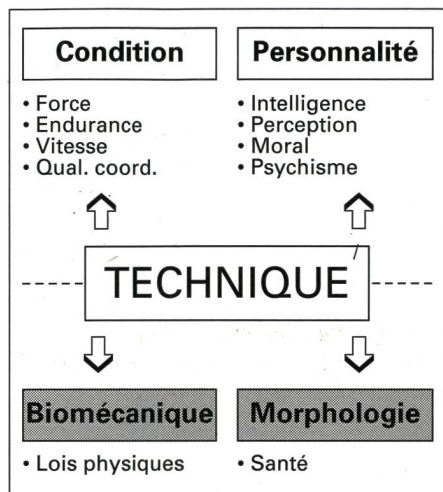 Condition
• Force
• Endurance
• Vitesse
• Qual. coord.
Personnalité
• Intelligence
• Perception
• Moral
• Psychisme
TECHNIQUE
Biomécanique
• Lois physiques
Morphologie
• Santé